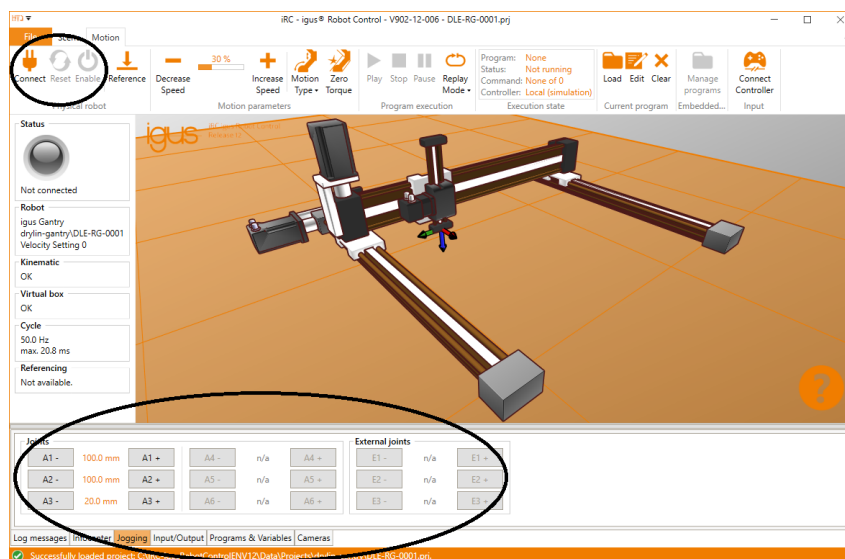 iRC - igus® Robot Control - V902-12-006 - DLE-RG-0001.prj
File Scene Motion
Connect Reset Enable Reference
Physical robot
Decrease Speed
30 %
Increase Speed
Motion Type
Zero Torque
Motion parameters
Play Stop Pause Replay Mode
Program execution
Program: None
Status: Not running
Command: None of 0
Controller: Local (simulation)
Execution state
Load Edit Clear
Current program
Manage programs
Embedded...
Connect Controller
Input
Status
Not connected
Robot
igus Gantry
drylin-gantry\DLE-RG-0001
Velocity Setting 0
Kinematic
OK
Virtual box
OK
Cycle
50.0 Hz
max. 20.8 ms
Referencing
Not available.
igus
?
Joints
A1 - 100.0 mm A1 + A4 - n/a A4 +
A2 - 100.0 mm A2 + A5 - n/a A5 +
A3 - 20.0 mm A3 + A6 - n/a A6 +
External joints
E1 - n/a E1 +
E2 - n/a E2 +
E3 - n/a E3 +
Log messages Infocenter Jogging Input/Output Programs & Variables Cameras
Successfully loaded project: